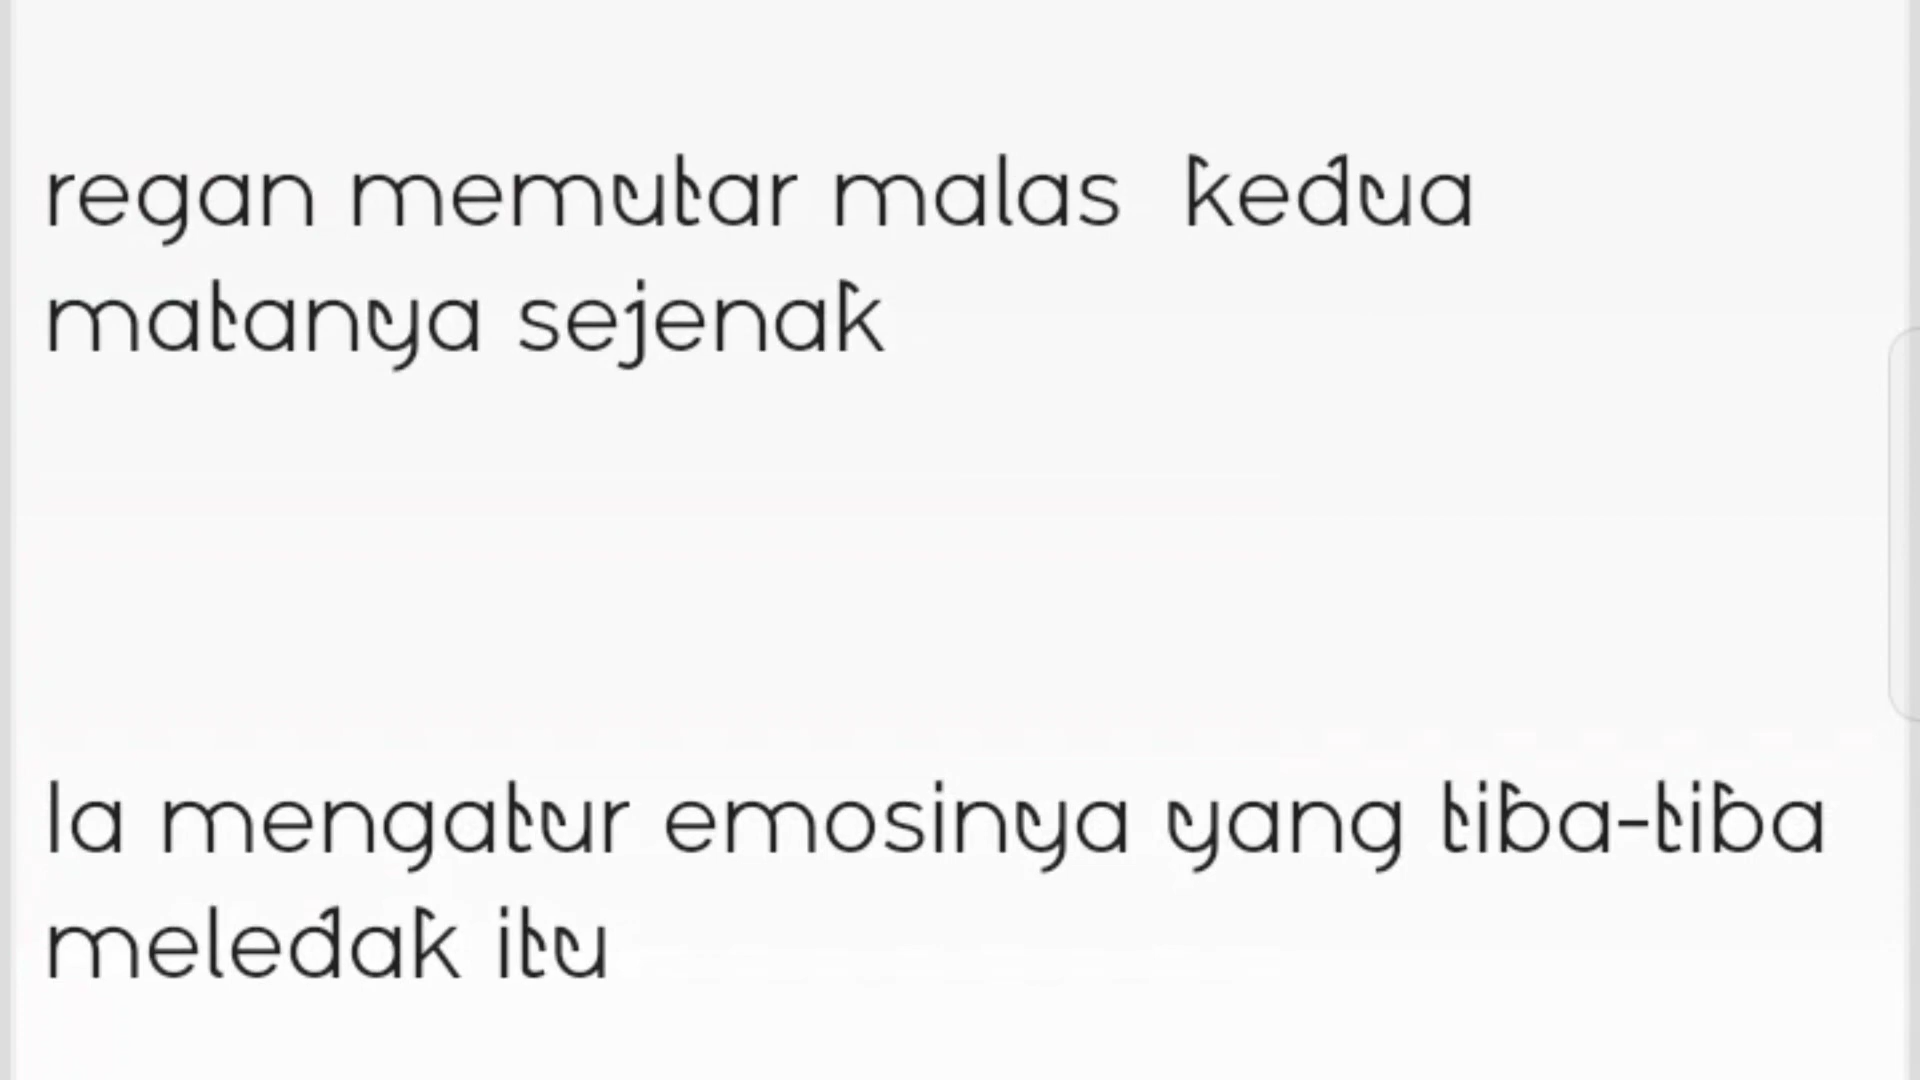 regan memutar malas  kedua
matanya sejenak
Ia mengatur emosinya yang tiba-tiba
meledak itu